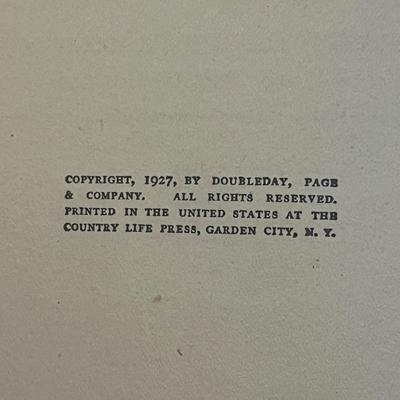 COPYRIGHT, 1927, BY DOUBLEDAY, PAGE
& COMPANY. ALL RIGHTS RESERVED.
PRINTED IN THE UNITED STATES AT THE
COUNTRY LIFE PRESS, GARDEN CITY, N. Y.